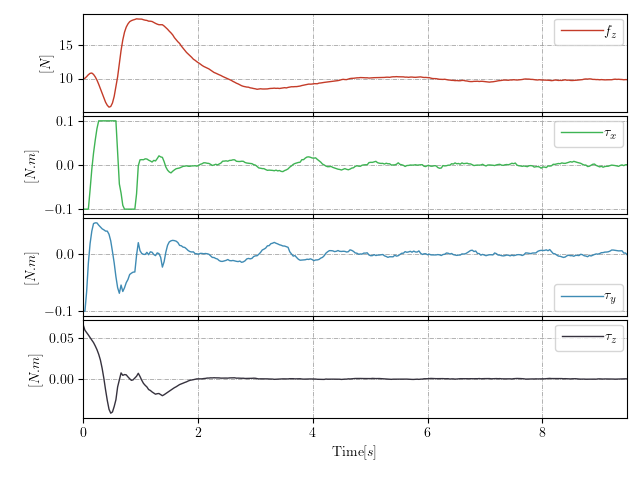 [N]
15
10
f_z
[N.m]
0.1
0.0
−0.1
τ_x
[N.m]
0.0
−0.1
τ_y
[N.m]
0.05
0.00
τ_z
0 2 4 6 8
Time[s]